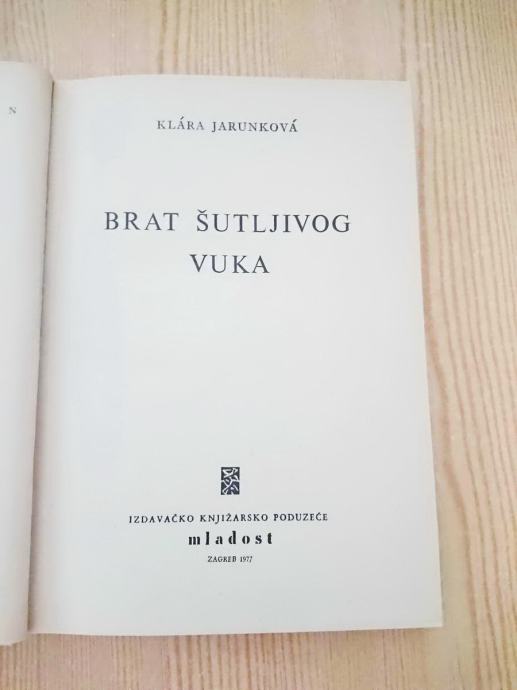 N
KLÁRA JARUNKOVÁ
BRAT ŠUTLJIVOG
VUKA
IZDAVAČKO KNJIŽARSKO PODUZEĆE
mladost
ZAGREB 1977